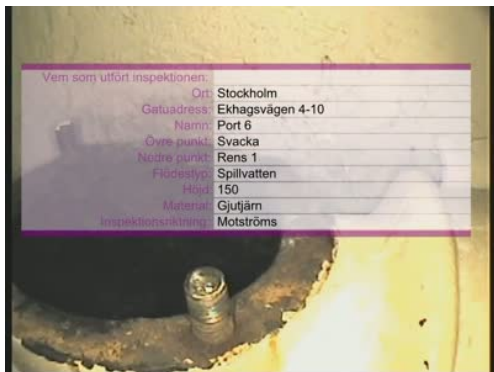 Vem som utfört inspektionen:
Ort: Stockholm
Gatuadress: Ekhagsvägen 4-10
Namn: Port 6
Övre punkt: Svacka
Nedre punkt: Rens 1
Flödestyp: Spillvatten
Höjd: 150
Material: Gjutjärn
Inspektionsriktning: Motströms